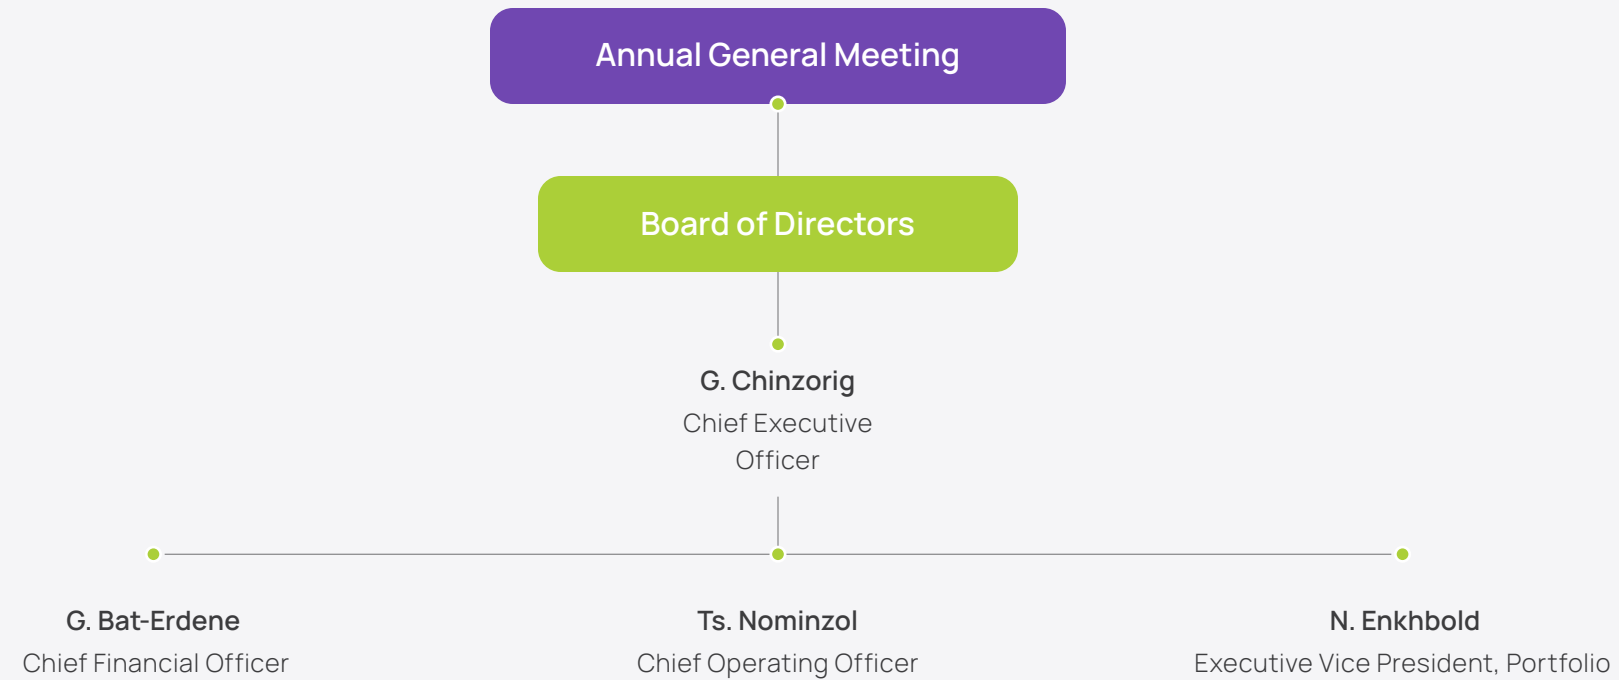 Annual General Meeting
Board of Directors
G. Chinzorig
Chief Executive
Officer
G. Bat-Erdene
Chief Financial Officer
Ts. Nominzol
Chief Operating Officer
N. Enkhbold
Executive Vice President, Portfolio